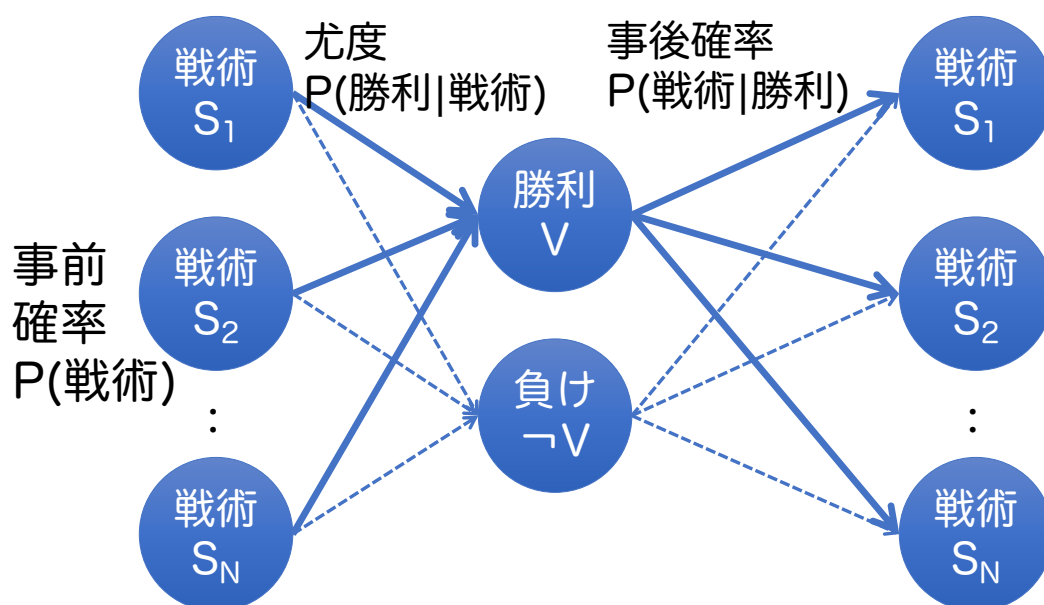 戦術
S₁
尤度
P(勝利|戦術)
事後確率
P(戦術|勝利)
戦術
S₁
勝利
V
事前
確率
P(戦術)
戦術
S₂
戦術
S₂
負け
¬V
:
:
戦術
S_N
戦術
S_N